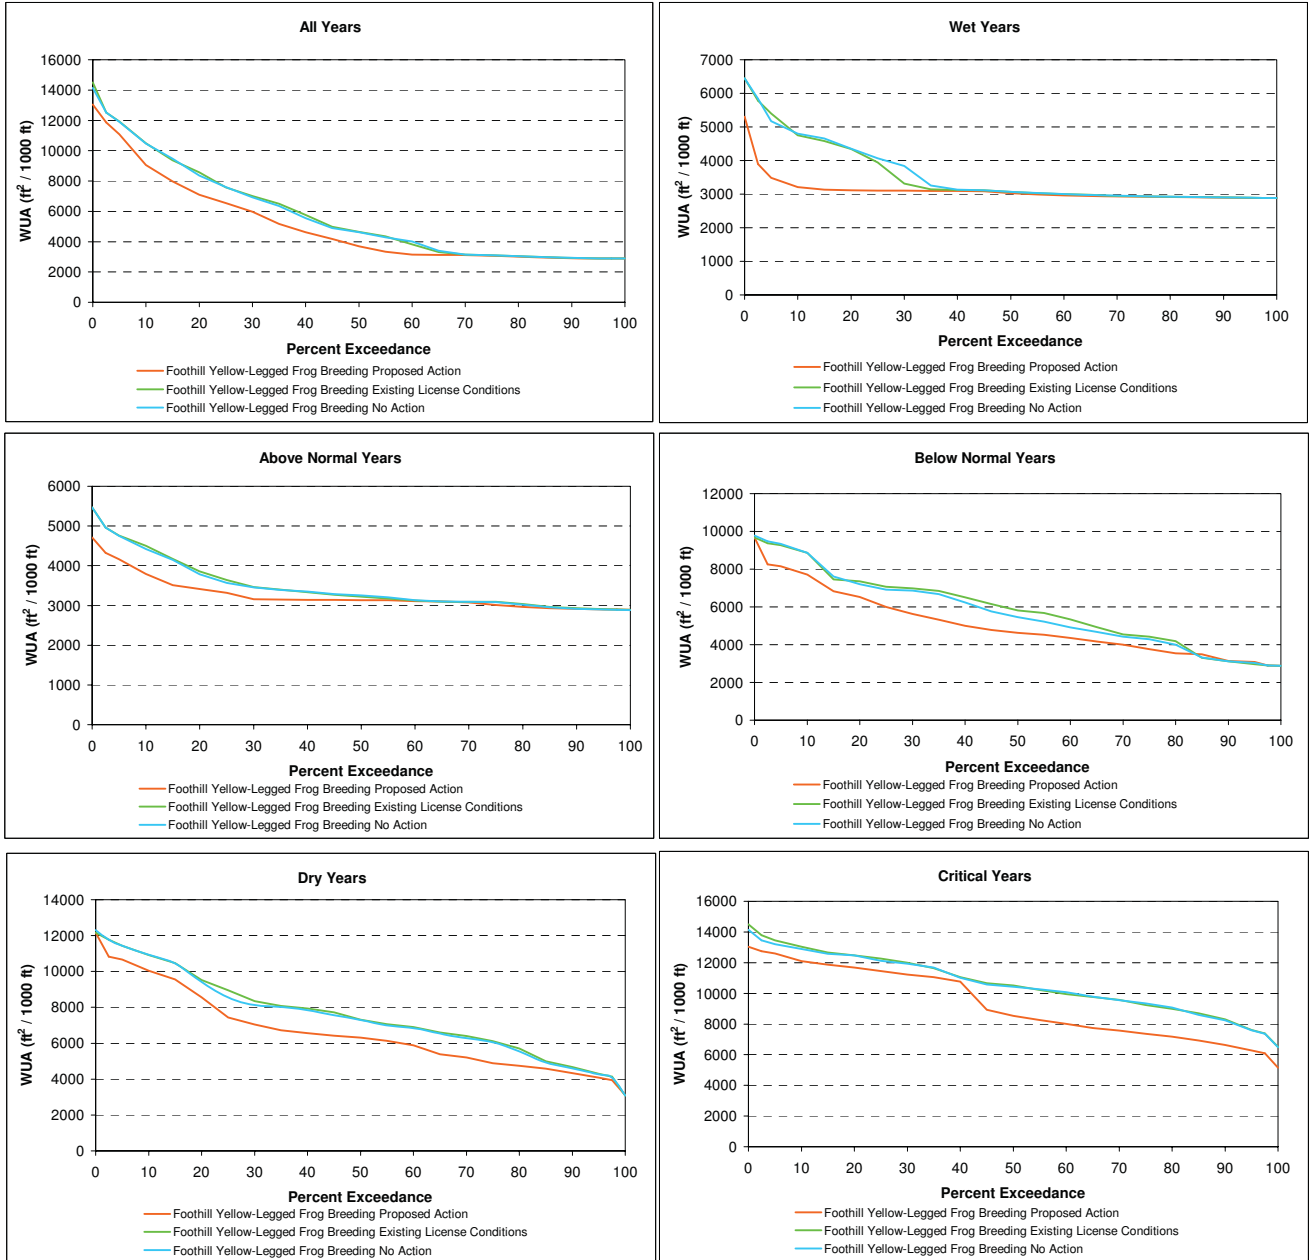 All Years
16000
14000
12000
10000
8000
6000
4000
2000
0
WUA (ft² / 1000 ft)
0 10 20 30 40 50 60 70 80 90 100
Percent Exceedance
Foothill Yellow-Legged Frog Breeding Proposed Action
Foothill Yellow-Legged Frog Breeding Existing License Conditions
Foothill Yellow-Legged Frog Breeding No Action
Wet Years
7000
6000
5000
4000
3000
2000
1000
0
WUA (ft² / 1000 ft)
0 10 20 30 40 50 60 70 80 90 100
Percent Exceedance
Foothill Yellow-Legged Frog Breeding Proposed Action
Foothill Yellow-Legged Frog Breeding Existing License Conditions
Foothill Yellow-Legged Frog Breeding No Action
Above Normal Years
6000
5000
4000
3000
2000
1000
0
WUA (ft² / 1000 ft)
0 10 20 30 40 50 60 70 80 90 100
Percent Exceedance
Foothill Yellow-Legged Frog Breeding Proposed Action
Foothill Yellow-Legged Frog Breeding Existing License Conditions
Foothill Yellow-Legged Frog Breeding No Action
Below Normal Years
12000
10000
8000
6000
4000
2000
0
WUA (ft² / 1000 ft)
0 10 20 30 40 50 60 70 80 90 100
Percent Exceedance
Foothill Yellow-Legged Frog Breeding Proposed Action
Foothill Yellow-Legged Frog Breeding Existing License Conditions
Foothill Yellow-Legged Frog Breeding No Action
Dry Years
14000
12000
10000
8000
6000
4000
2000
0
WUA (ft² / 1000 ft)
0 10 20 30 40 50 60 70 80 90 100
Percent Exceedance
Foothill Yellow-Legged Frog Breeding Proposed Action
Foothill Yellow-Legged Frog Breeding Existing License Conditions
Foothill Yellow-Legged Frog Breeding No Action
Critical Years
16000
14000
12000
10000
8000
6000
4000
2000
0
WUA (ft² / 1000 ft)
0 10 20 30 40 50 60 70 80 90 100
Percent Exceedance
Foothill Yellow-Legged Frog Breeding Proposed Action
Foothill Yellow-Legged Frog Breeding Existing License Conditions
Foothill Yellow-Legged Frog Breeding No Action